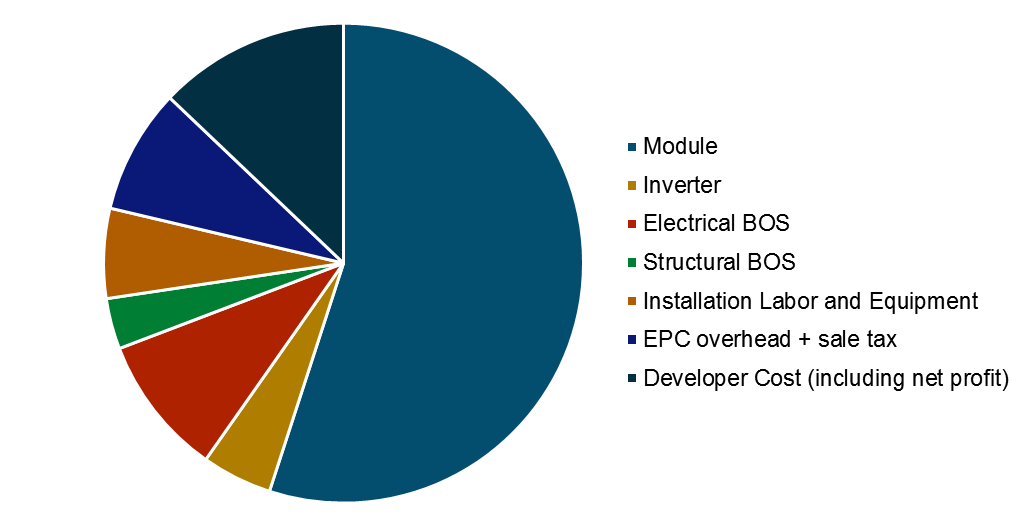 Module
Inverter
Electrical BOS
Structural BOS
Installation Labor and Equipment
EPC overhead + sale tax
Developer Cost (including net profit)